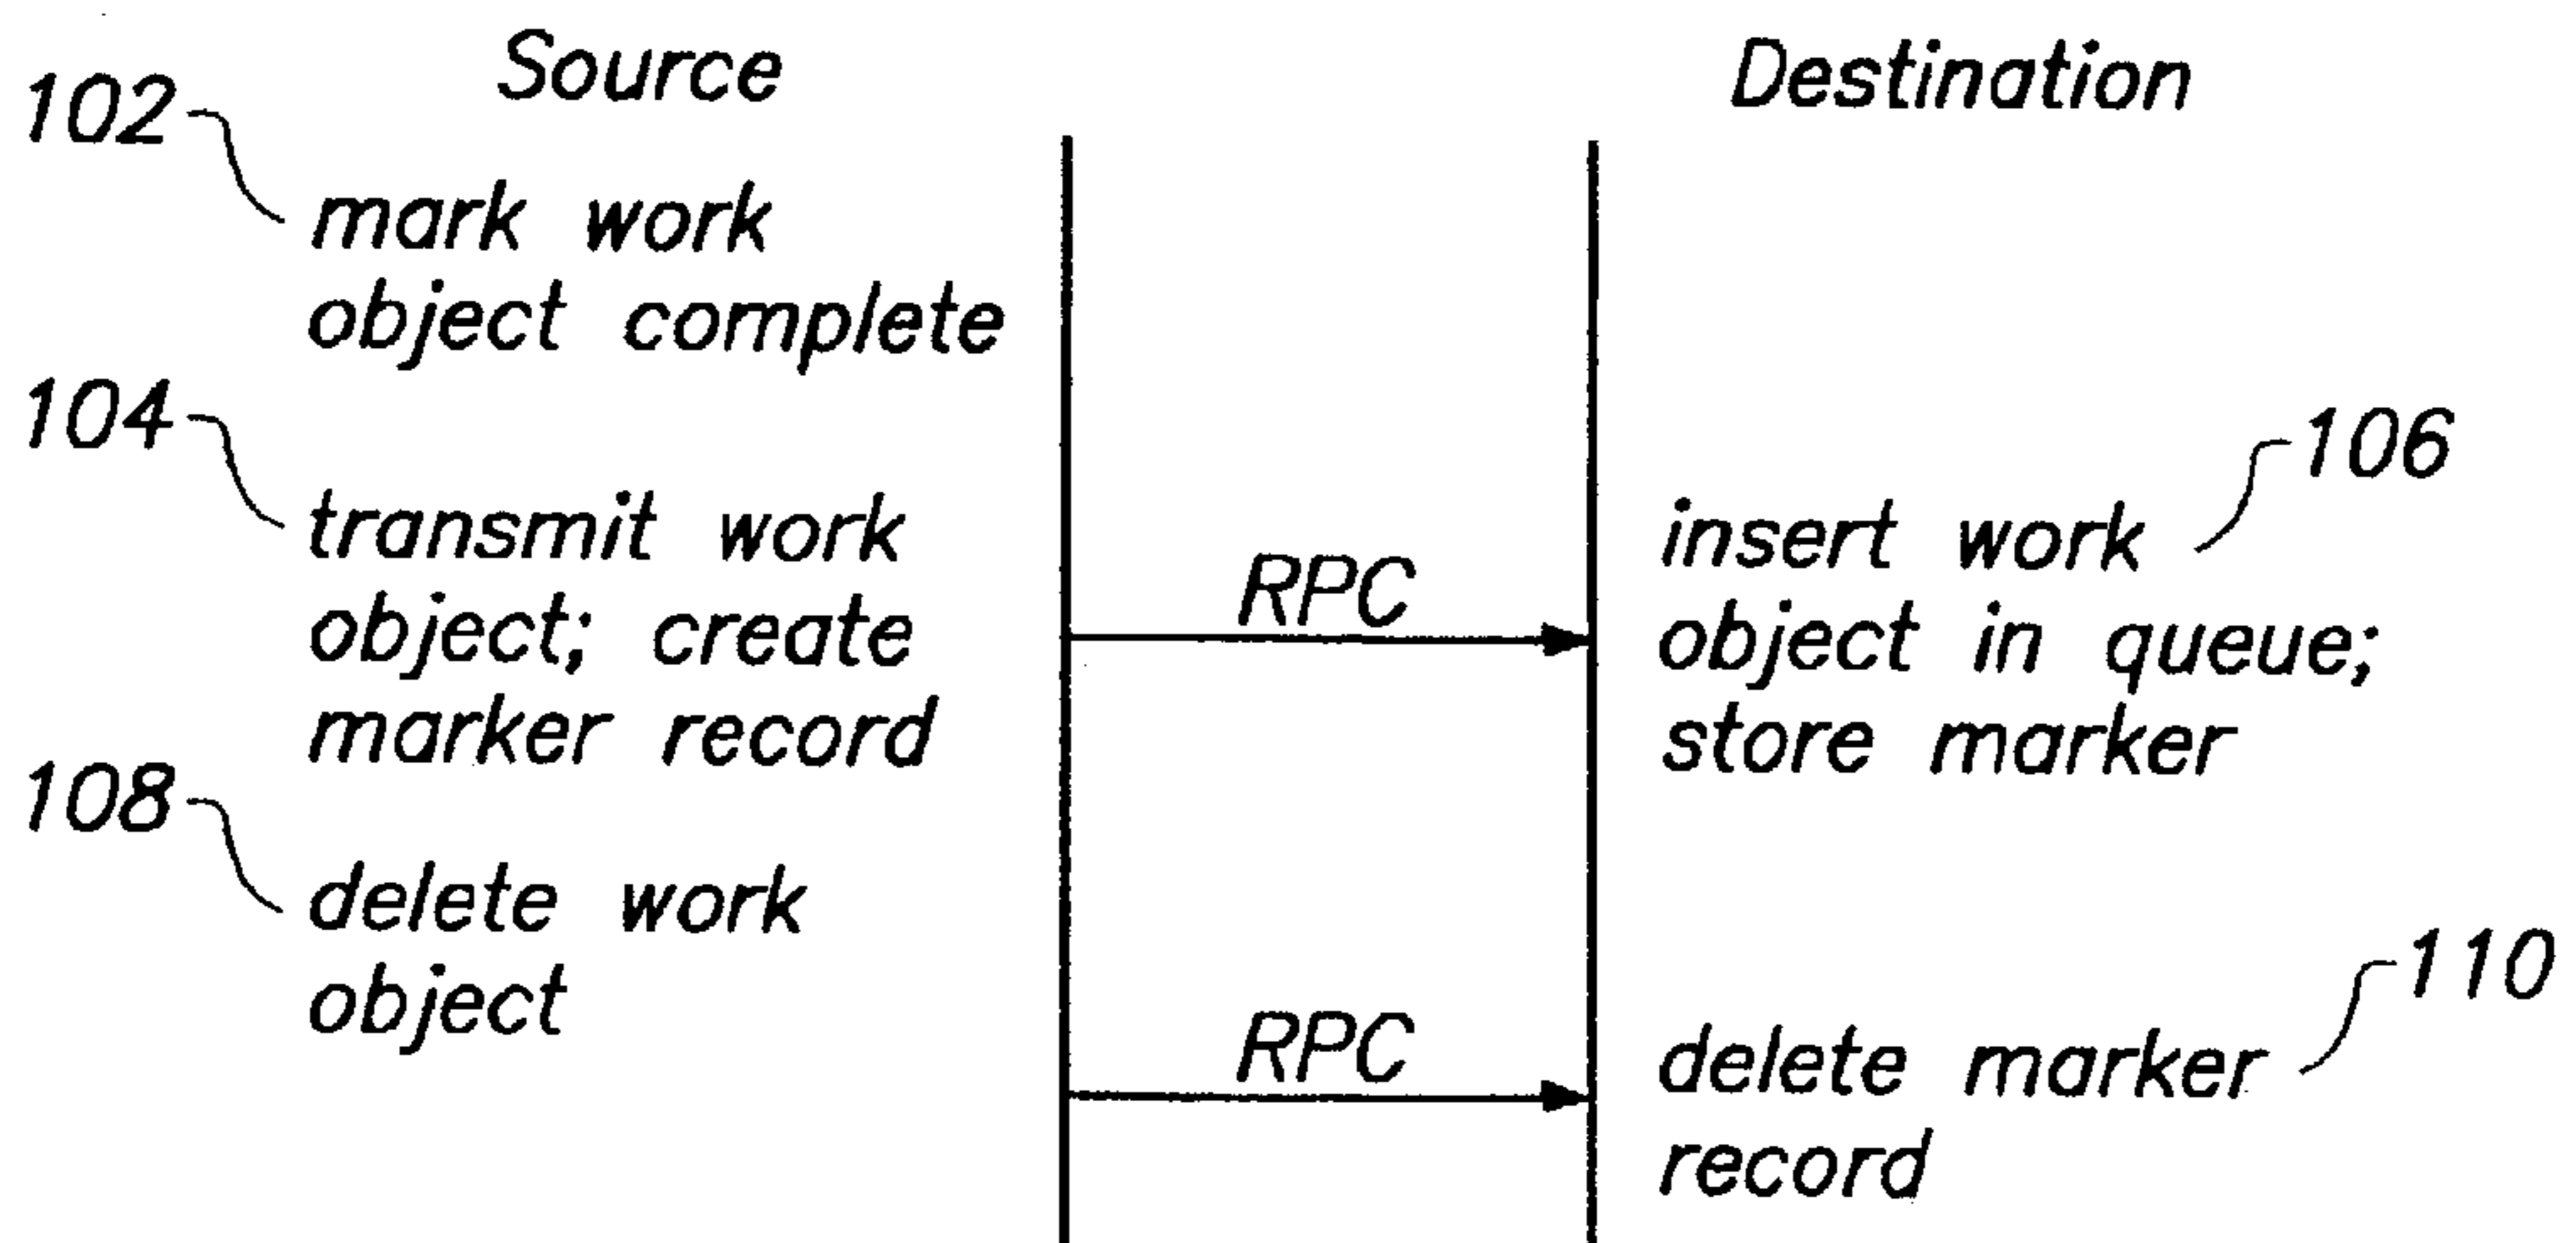 Source
Destination
102
mark work
object complete
104
transmit work
object; create
marker record
RPC
106
insert work
object in queue;
store marker
108
delete work
object
RPC
110
delete marker
record